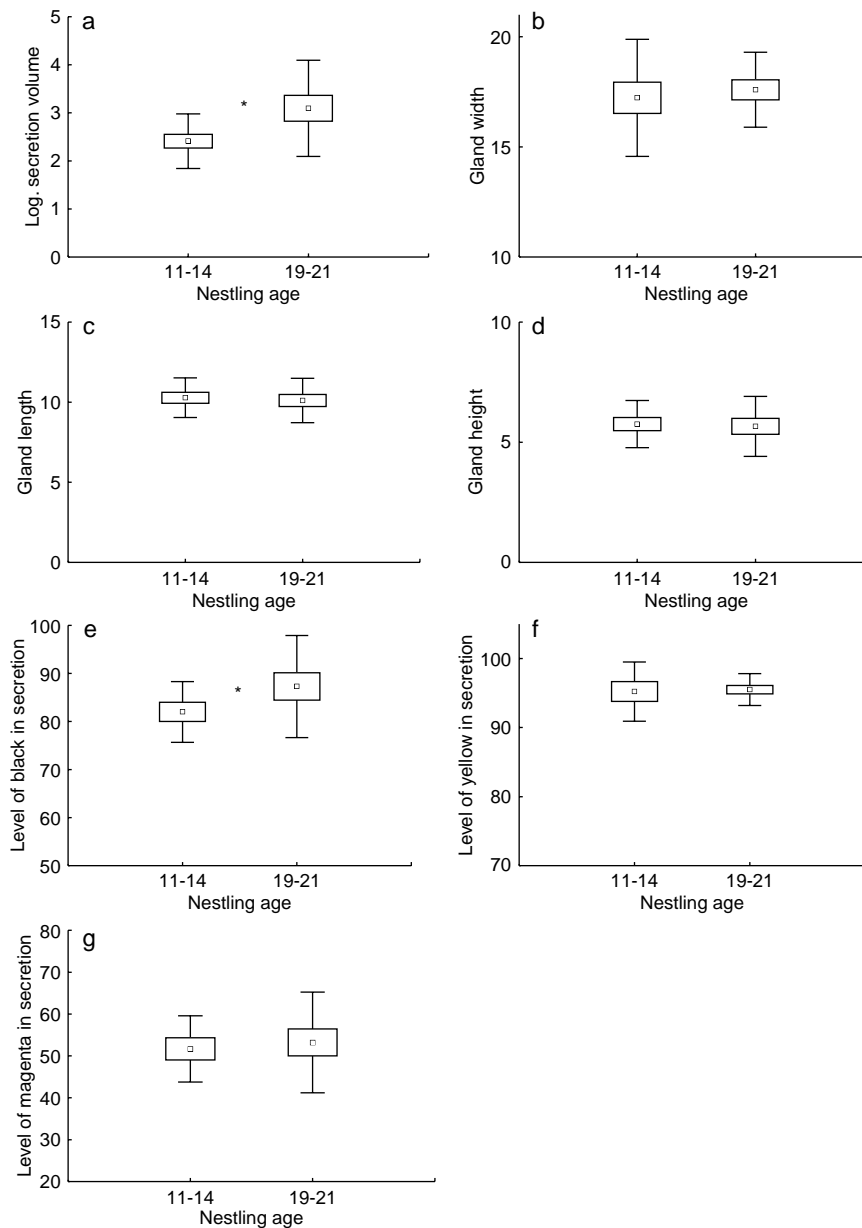 a
5
4
3
2
1
0
Log. secretion volume
*
11-14 19-21
Nestling age
b
20
15
10
Gland width
11-14 19-21
Nestling age
c
15
10
5
0
Gland length
11-14 19-21
Nestling age
d
10
5
0
Gland height
11-14 19-21
Nestling age
e
100
90
80
70
60
50
Level of black in secretion
*
11-14 19-21
Nestling age
f
100
90
80
70
Level of yellow in secretion
11-14 19-21
Nestling age
g
80
70
60
50
40
30
20
Level of magenta in secretion
11-14 19-21
Nestling age